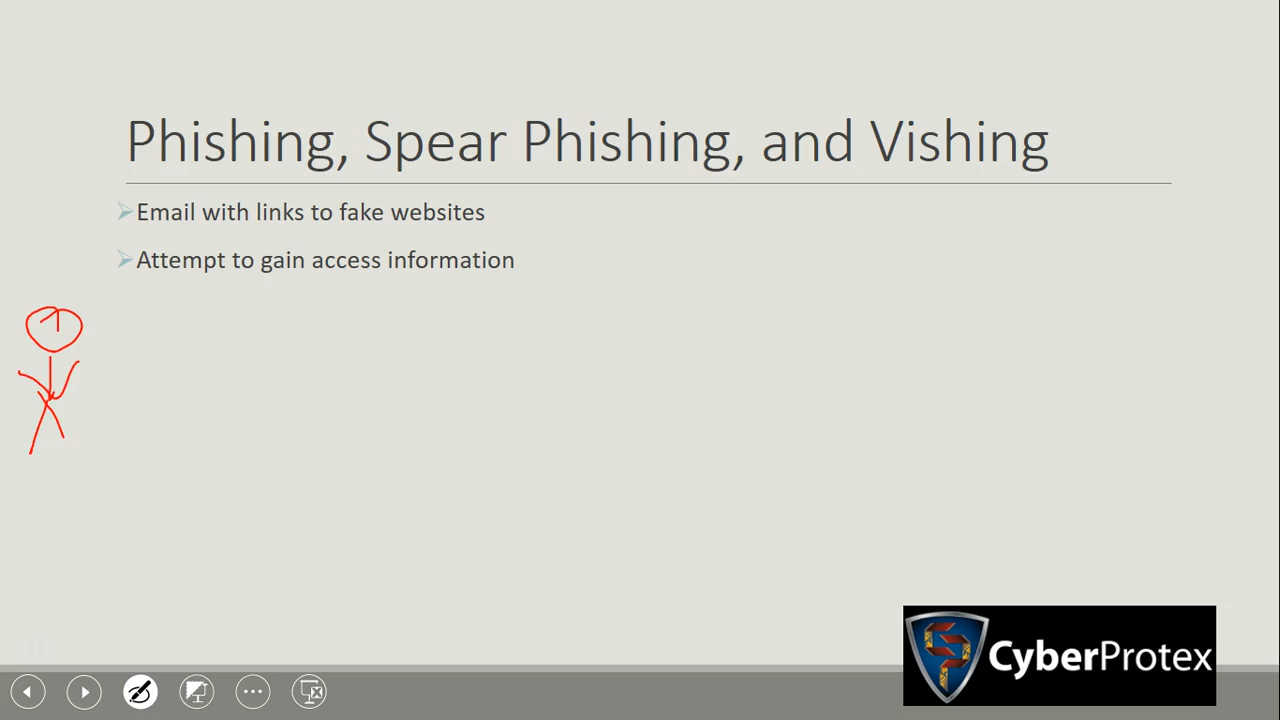 Phishing, Spear Phishing, and Vishing
Email with links to fake websites
Attempt to gain access information
CyberProtex